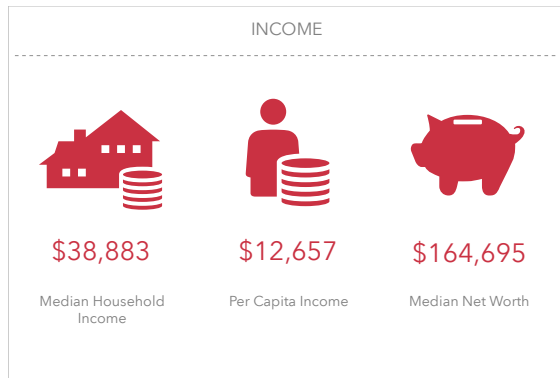 INCOME
$38,883
$12,657
$164,695
Median Household
Income
Per Capita Income
Median Net Worth